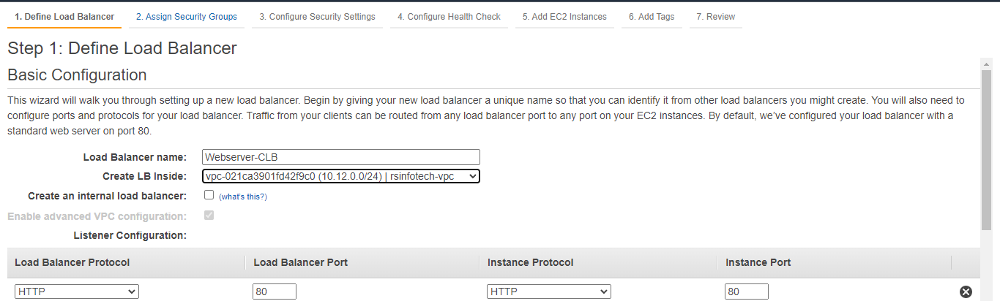 1. Define Load Balancer 2. Assign Security Groups 3. Configure Security Settings 4. Configure Health Check 5. Add EC2 Instances 6. Add Tags 7. Review
Step 1: Define Load Balancer
Basic Configuration
This wizard will walk you through setting up a new load balancer. Begin by giving your new load balancer a unique name so that you can identify it from other load balancers you might create. You will also need to
configure ports and protocols for your load balancer. Traffic from your clients can be routed from any load balancer port to any port on your EC2 instances. By default, we've configured your load balancer with a
standard web server on port 80.
Load Balancer name: Webserver-CLB
Create LB Inside: vpc-021ca3901fd42f9c0 (10.12.0.0/24) | rsinfotech-vpc
Create an internal load balancer: (what's this?)
Enable advanced VPC configuration:
Listener Configuration:
Load Balancer Protocol Load Balancer Port Instance Protocol Instance Port
HTTP 80 HTTP 80